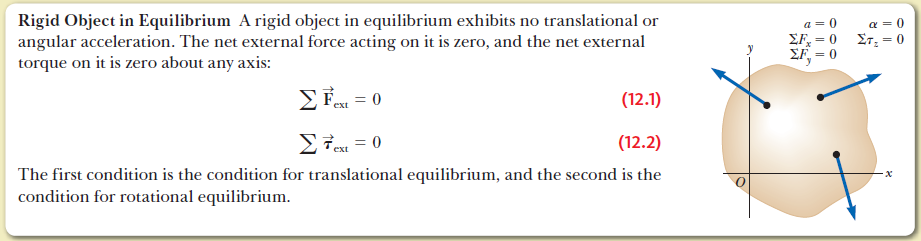 Rigid Object in Equilibrium A rigid object in equilibrium exhibits no translational or
angular acceleration. The net external force acting on it is zero, and the net external
torque on it is zero about any axis:
∑ F⃗ext = 0 (12.1)
∑ τ⃗ext = 0 (12.2)
The first condition is the condition for translational equilibrium, and the second is the
condition for rotational equilibrium.
a = 0 α = 0
ΣFx = 0 Στz = 0
ΣFy = 0
y
x
O